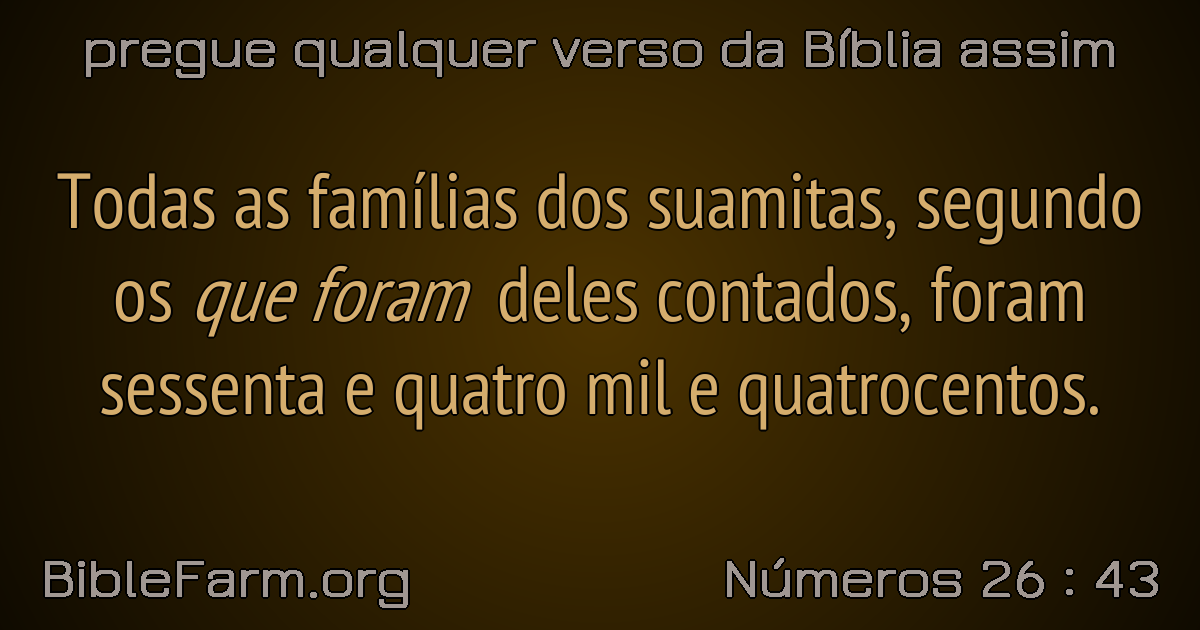 pregue qualquer verso da Bíblia assim
Todas as famílias dos suamitas, segundo
os que foram deles contados, foram
sessenta e quatro mil e quatrocentos.
BibleFarm.org
Números 26 : 43